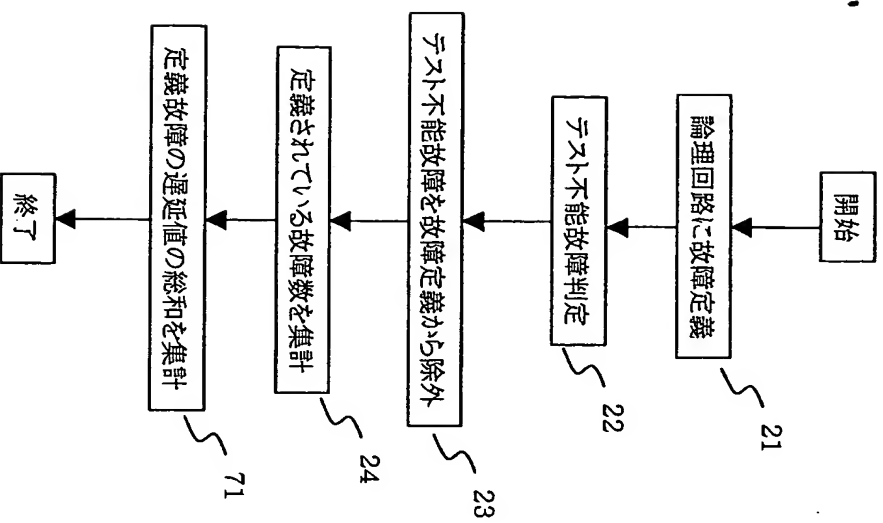 開始
論理回路に故障定義
21
テスト不能故障判定
22
テスト不能故障を故障定義から除外
23
定義されている故障数を集計
24
定義故障の遅延値の総和を集計
71
終了